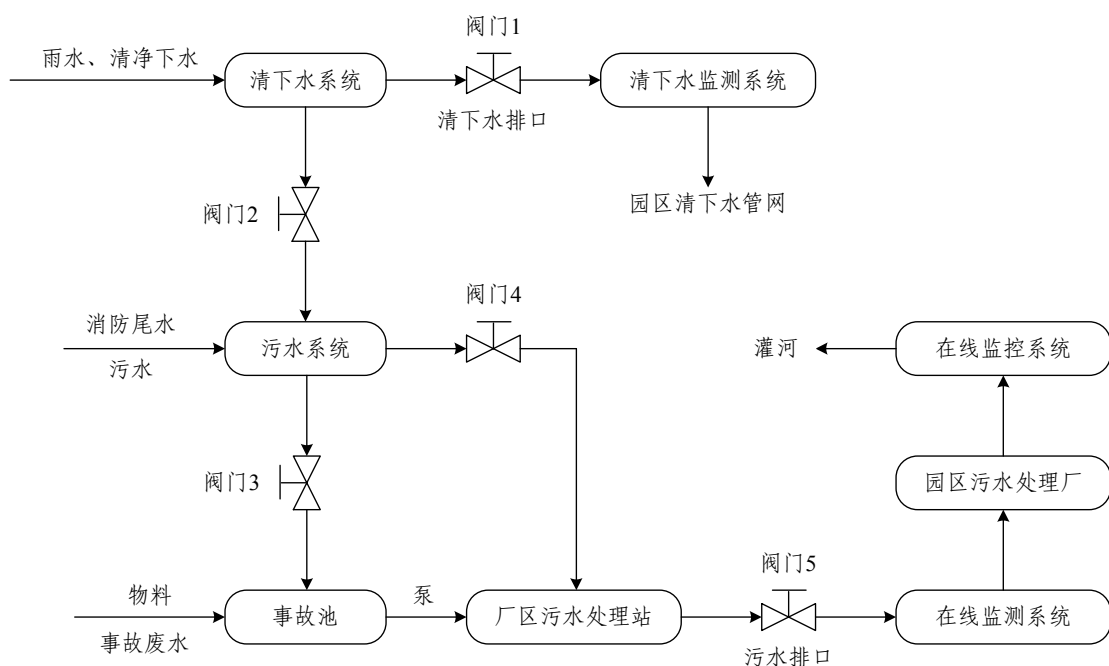 阀门1
雨水、清净下水
清下水系统
清下水监测系统
清下水排口
园区清下水管网
阀门2
阀门4
消防尾水
污水
污水系统
灌河
在线监控系统
阀门3
园区污水处理厂
阀门5
物料
事故废水
事故池
泵
厂区污水处理站
在线监测系统
污水排口